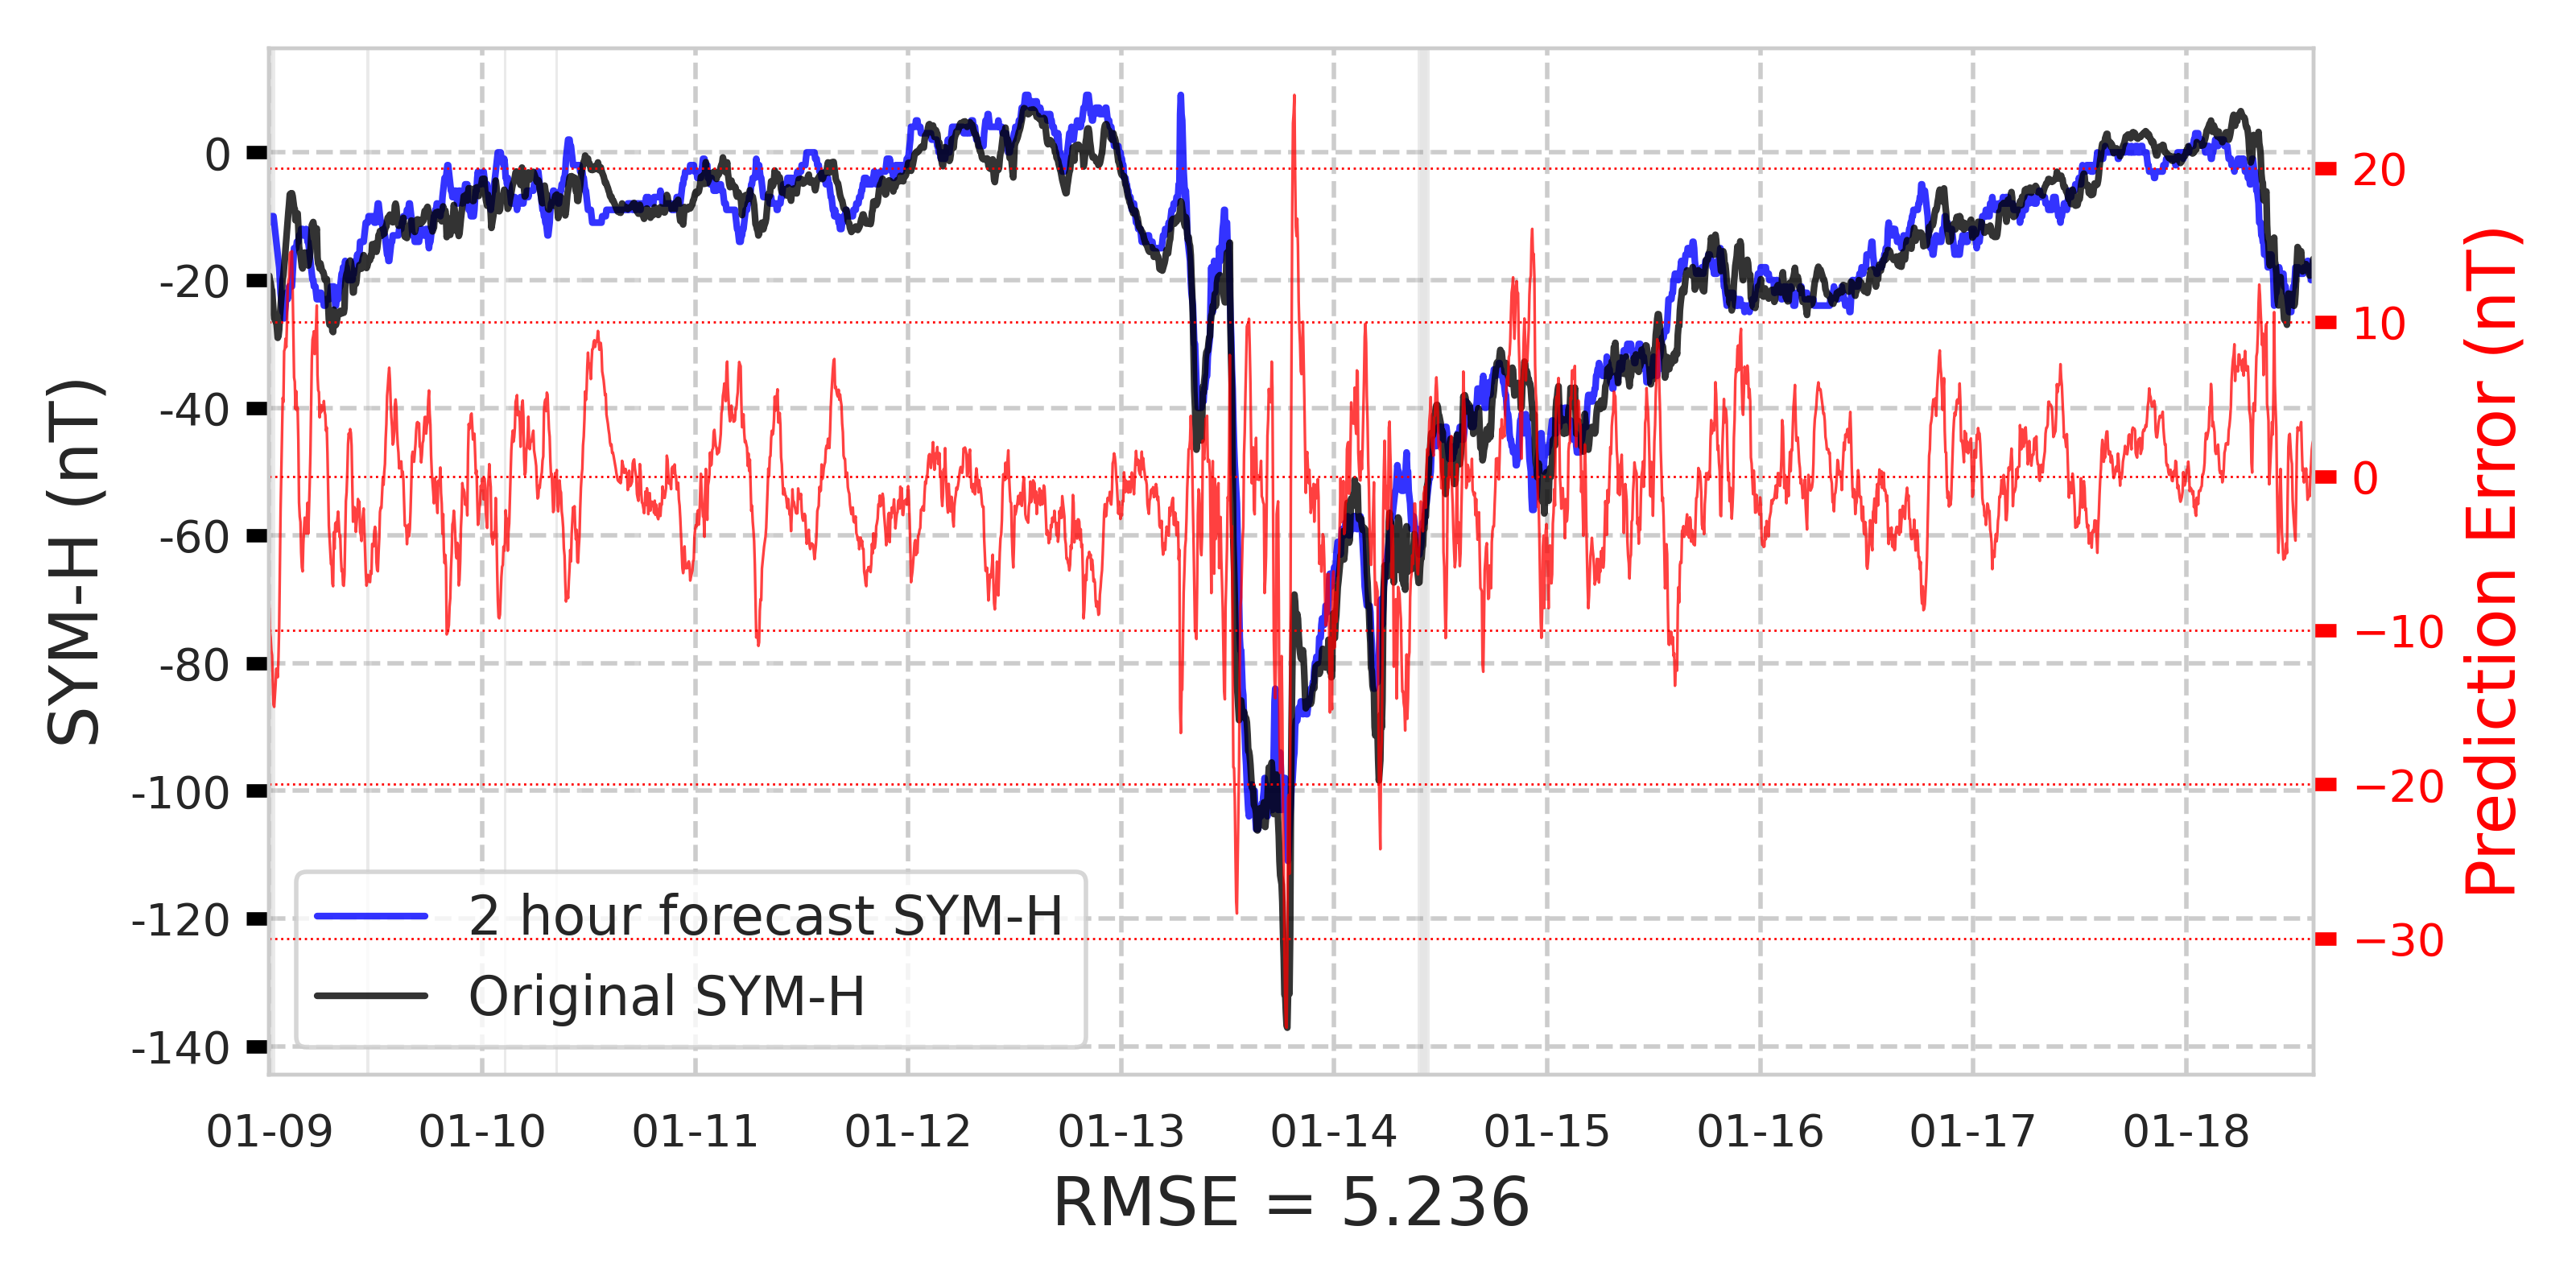 SYM-H (nT)
0
-20
-40
-60
-80
-100
-120
-140
2 hour forecast SYM-H
Original SYM-H
01-09 01-10 01-11 01-12 01-13 01-14 01-15 01-16 01-17 01-18
RMSE = 5.236
20
10
0
−10
−20
−30
Prediction Error (nT)